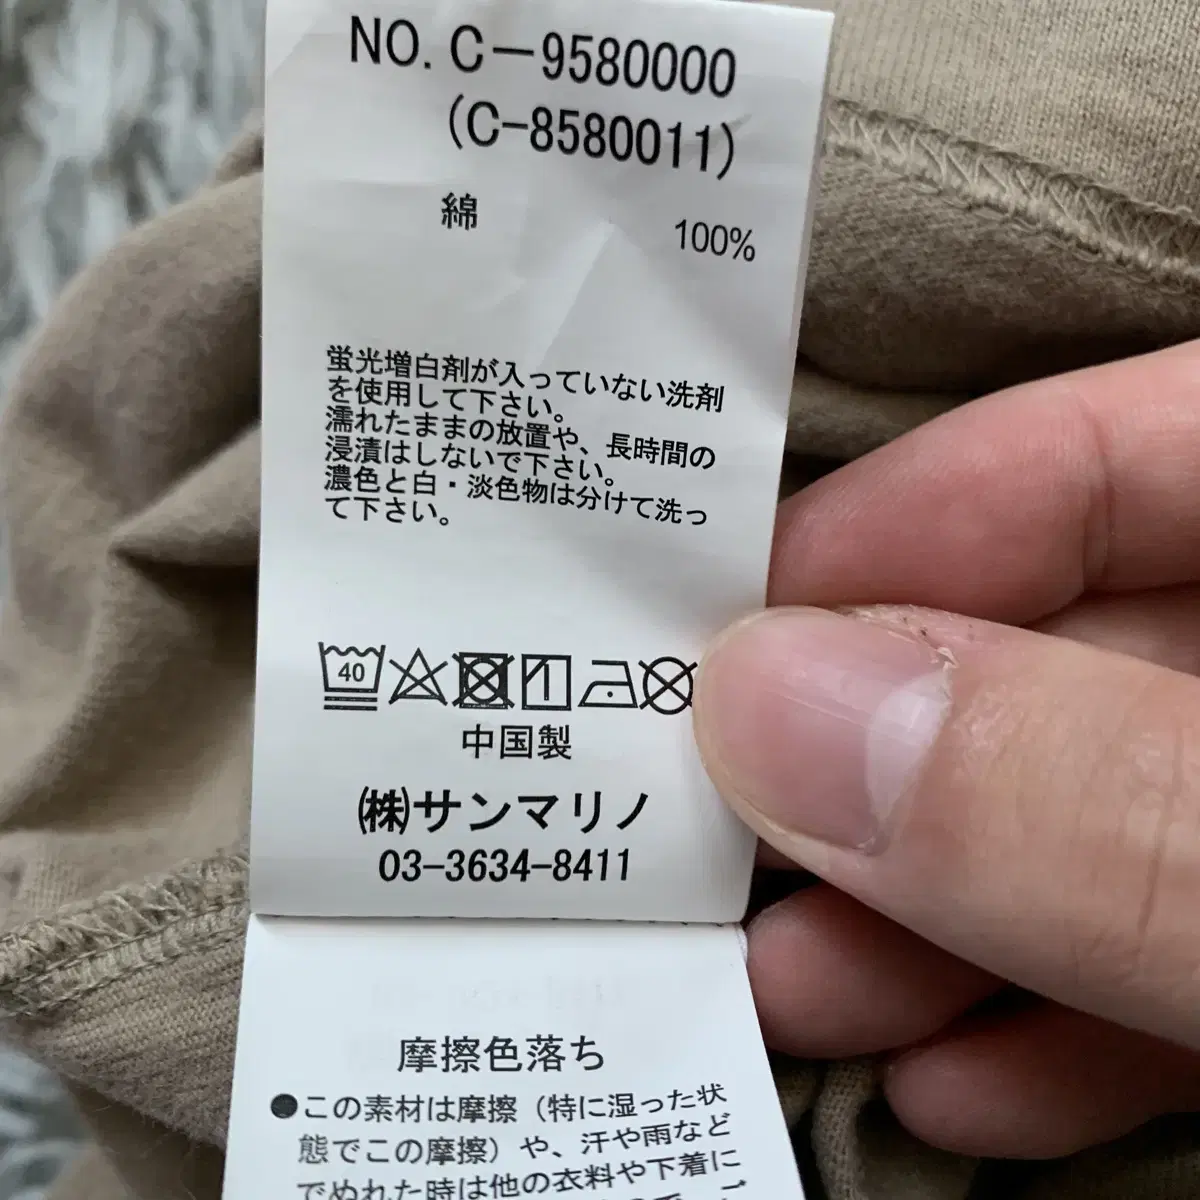 NO. C-9580000
(C-8580011)
綿 100%
蛍光増白剤が入っていない洗剤
を使用して下さい。
濡れたままの放置や、長時間の
浸漬はしないで下さい。
濃色と白・淡色物は分けて洗っ
て下さい。
40
中国製
㈱サンマリノ
03-3634-8411
摩擦色落ち
●この素材は摩擦（特に湿った状
態でこの摩擦）や、汗や雨など
でぬれた時は他の衣料や下着に